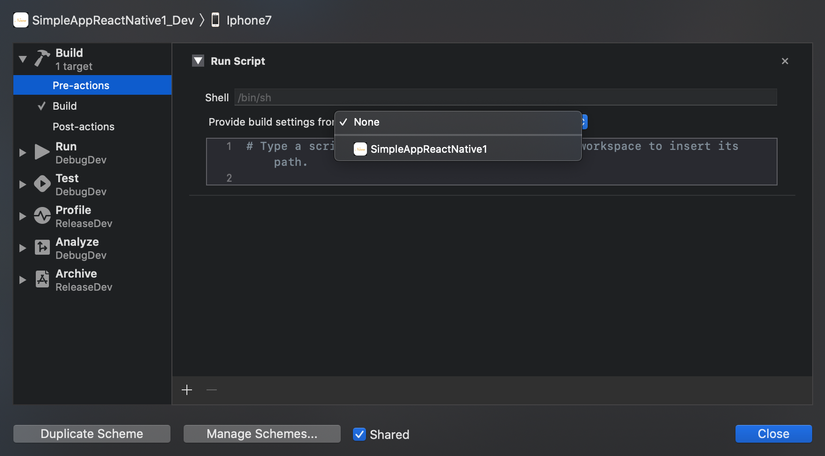 SimpleAppReactNative1_Dev 〉 Iphone7
Build
1 target
Pre-actions
Build
Post-actions
Run
DebugDev
Test
DebugDev
Profile
ReleaseDev
Analyze
DebugDev
Archive
ReleaseDev
Run Script
Shell /bin/sh
Provide build settings from
None
SimpleAppReactNative1
1 # Type a scri workspace to insert its
path.
2
Duplicate Scheme
Manage Schemes...
Shared
Close